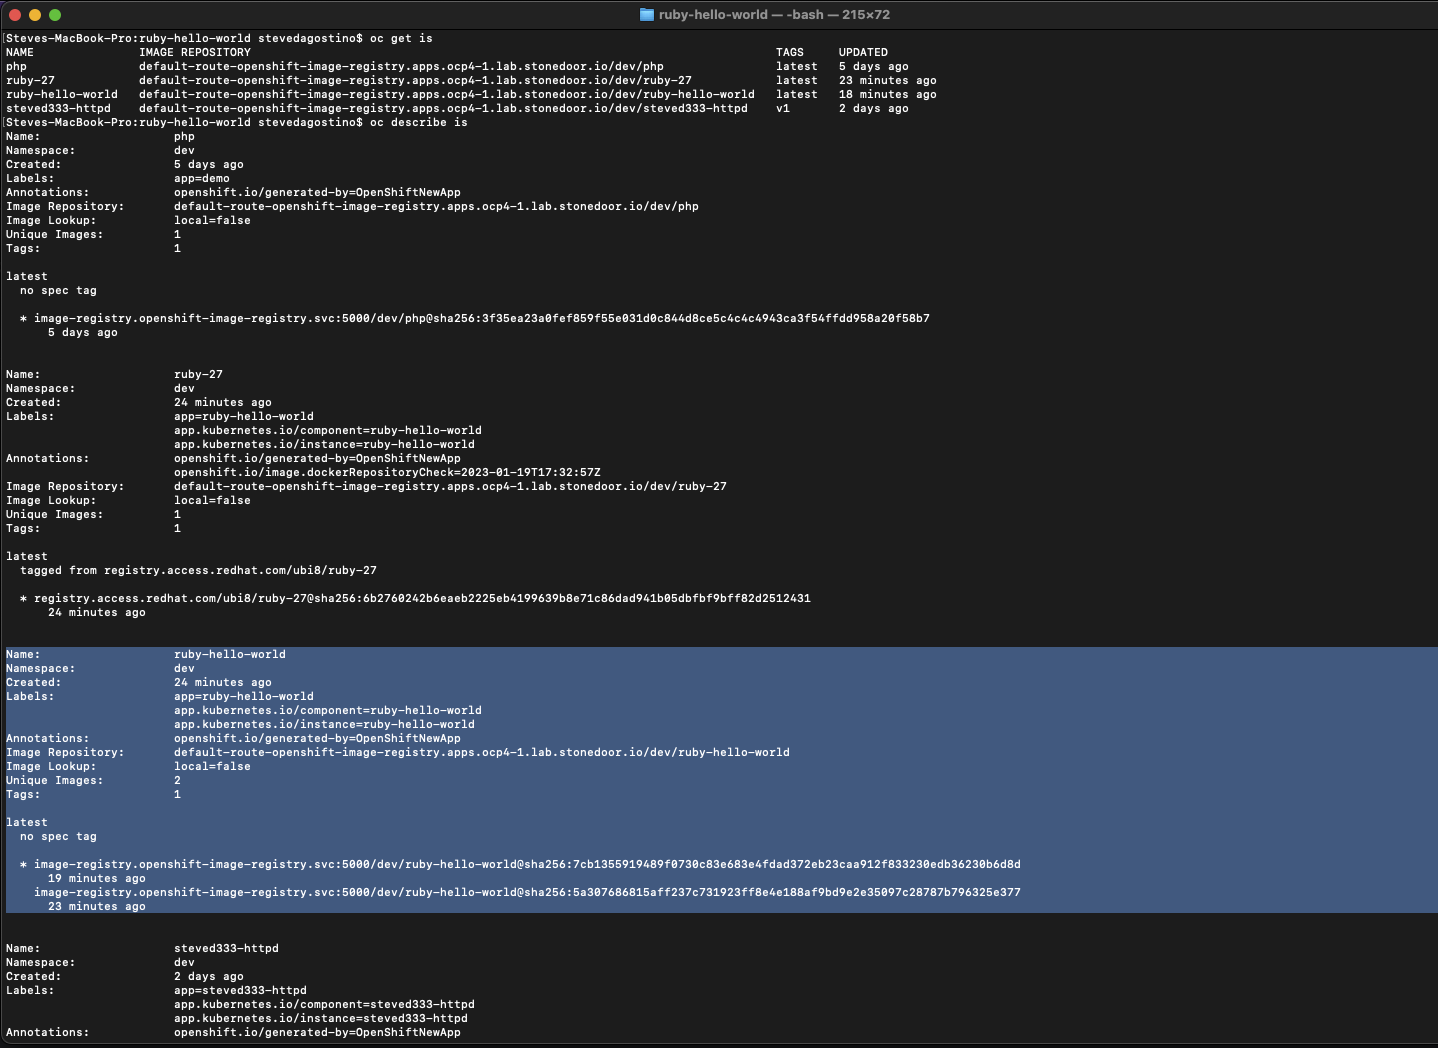 ruby-hello-world — -bash — 215×72
[Steves-MacBook-Pro:ruby-hello-world stevedagostino$ oc get is
NAME IMAGE REPOSITORY TAGS UPDATED
php default-route-openshift-image-registry.apps.ocp4-1.lab.stonedoor.io/dev/php latest 5 days ago
ruby-27 default-route-openshift-image-registry.apps.ocp4-1.lab.stonedoor.io/dev/ruby-27 latest 23 minutes ago
ruby-hello-world default-route-openshift-image-registry.apps.ocp4-1.lab.stonedoor.io/dev/ruby-hello-world latest 18 minutes ago
steved333-httpd default-route-openshift-image-registry.apps.ocp4-1.lab.stonedoor.io/dev/steved333-httpd v1 2 days ago
[Steves-MacBook-Pro:ruby-hello-world stevedagostino$ oc describe is
Name: php
Namespace: dev
Created: 5 days ago
Labels: app=demo
Annotations: openshift.io/generated-by=OpenShiftNewApp
Image Repository: default-route-openshift-image-registry.apps.ocp4-1.lab.stonedoor.io/dev/php
Image Lookup: local=false
Unique Images: 1
Tags: 1
latest
no spec tag
* image-registry.openshift-image-registry.svc:5000/dev/php@sha256:3f35ea23a0fef859f55e031d0c844d8ce5c4c4c4943ca3f54ffdd958a20f58b7
5 days ago
Name: ruby-27
Namespace: dev
Created: 24 minutes ago
Labels: app=ruby-hello-world
app.kubernetes.io/component=ruby-hello-world
app.kubernetes.io/instance=ruby-hello-world
Annotations: openshift.io/generated-by=OpenShiftNewApp
openshift.io/image.dockerRepositoryCheck=2023-01-19T17:32:57Z
Image Repository: default-route-openshift-image-registry.apps.ocp4-1.lab.stonedoor.io/dev/ruby-27
Image Lookup: local=false
Unique Images: 1
Tags: 1
latest
tagged from registry.access.redhat.com/ubi8/ruby-27
* registry.access.redhat.com/ubi8/ruby-27@sha256:6b2760242b6eaeb2225eb4199639b8e71c86dad941b05dbfbf9bff82d2512431
24 minutes ago
Name: ruby-hello-world
Namespace: dev
Created: 24 minutes ago
Labels: app=ruby-hello-world
app.kubernetes.io/component=ruby-hello-world
app.kubernetes.io/instance=ruby-hello-world
Annotations: openshift.io/generated-by=OpenShiftNewApp
Image Repository: default-route-openshift-image-registry.apps.ocp4-1.lab.stonedoor.io/dev/ruby-hello-world
Image Lookup: local=false
Unique Images: 2
Tags: 1
latest
no spec tag
* image-registry.openshift-image-registry.svc:5000/dev/ruby-hello-world@sha256:7cb1355919489f0730c83e683e4fdad372eb23caa912f833230edb36230b6d8d
19 minutes ago
image-registry.openshift-image-registry.svc:5000/dev/ruby-hello-world@sha256:5a307686815aff237c731923ff8e4e188af9bd9e2e35097c28787b796325e377
23 minutes ago
Name: steved333-httpd
Namespace: dev
Created: 2 days ago
Labels: app=steved333-httpd
app.kubernetes.io/component=steved333-httpd
app.kubernetes.io/instance=steved333-httpd
Annotations: openshift.io/generated-by=OpenShiftNewApp